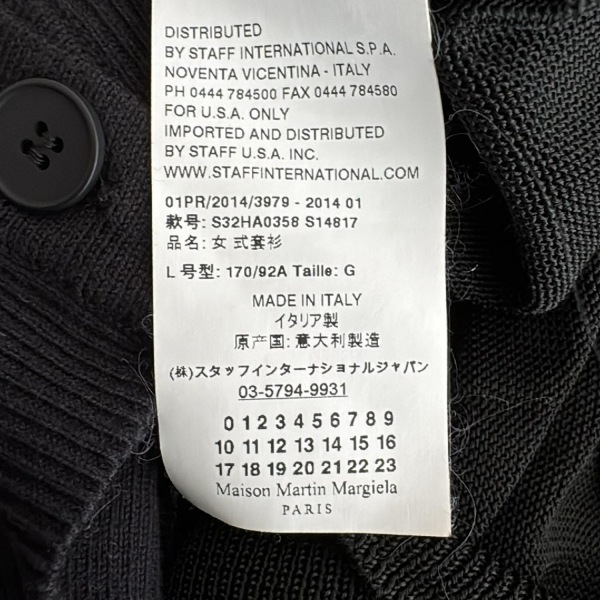 DISTRIBUTED
BY STAFF INTERNATIONAL S.P.A.
NOVENTA VICENTINA - ITALY
PH 0444 784500 FAX 0444 784580
FOR U.S.A. ONLY
IMPORTED AND DISTRIBUTED
BY STAFF U.S.A. INC.
WWW.STAFFINTERNATIONAL.COM
01PR/2014/3979 - 2014 01
款号: S32HA0358 S14817
品名: 女 式套衫
L 号型: 170/92A Taille: G
MADE IN ITALY
イタリア製
原产国: 意大利製造
(株)スタッフインターナショナルジャパン
03-5794-9931
0 1 2 3 4 5 6 7 8 9
10 11 12 13 14 15 16
17 18 19 20 21 22 23
Maison Martin Margiela
PARIS